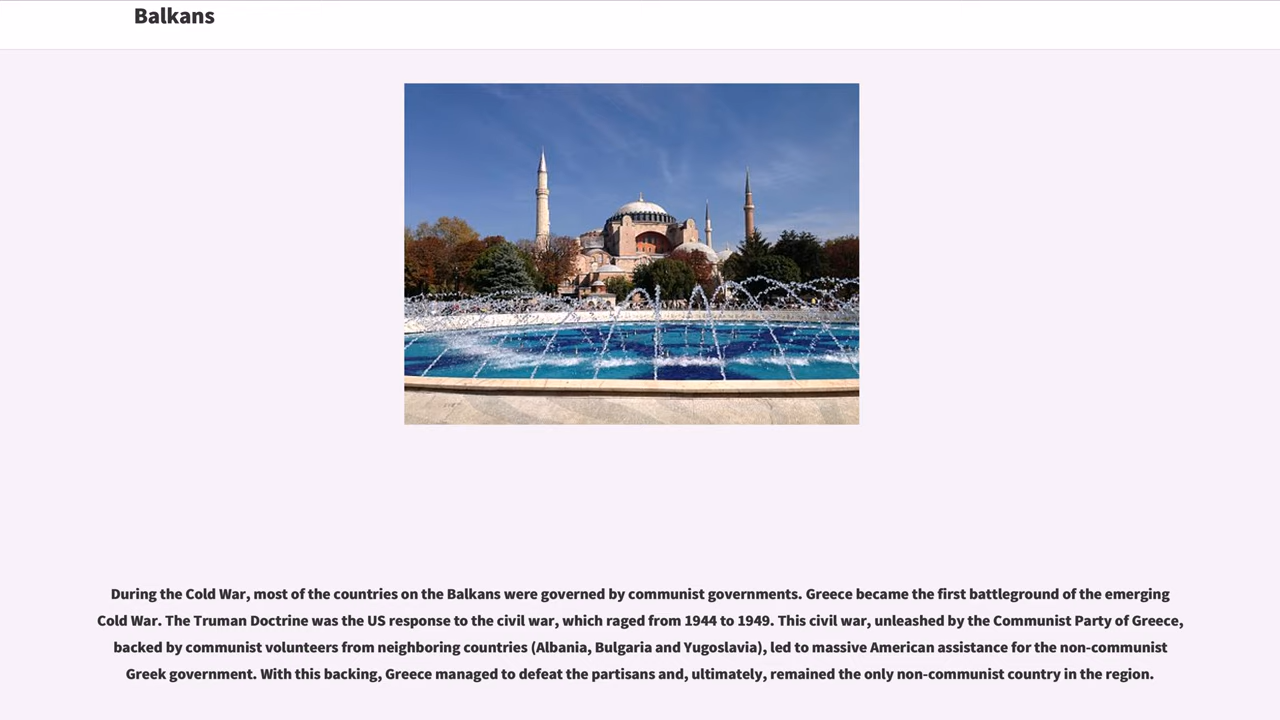 Balkans
During the Cold War, most of the countries on the Balkans were governed by communist governments. Greece became the first battleground of the emerging
Cold War. The Truman Doctrine was the US response to the civil war, which raged from 1944 to 1949. This civil war, unleashed by the Communist Party of Greece,
backed by communist volunteers from neighboring countries (Albania, Bulgaria and Yugoslavia), led to massive American assistance for the non-communist
Greek government. With this backing, Greece managed to defeat the partisans and, ultimately, remained the only non-communist country in the region.